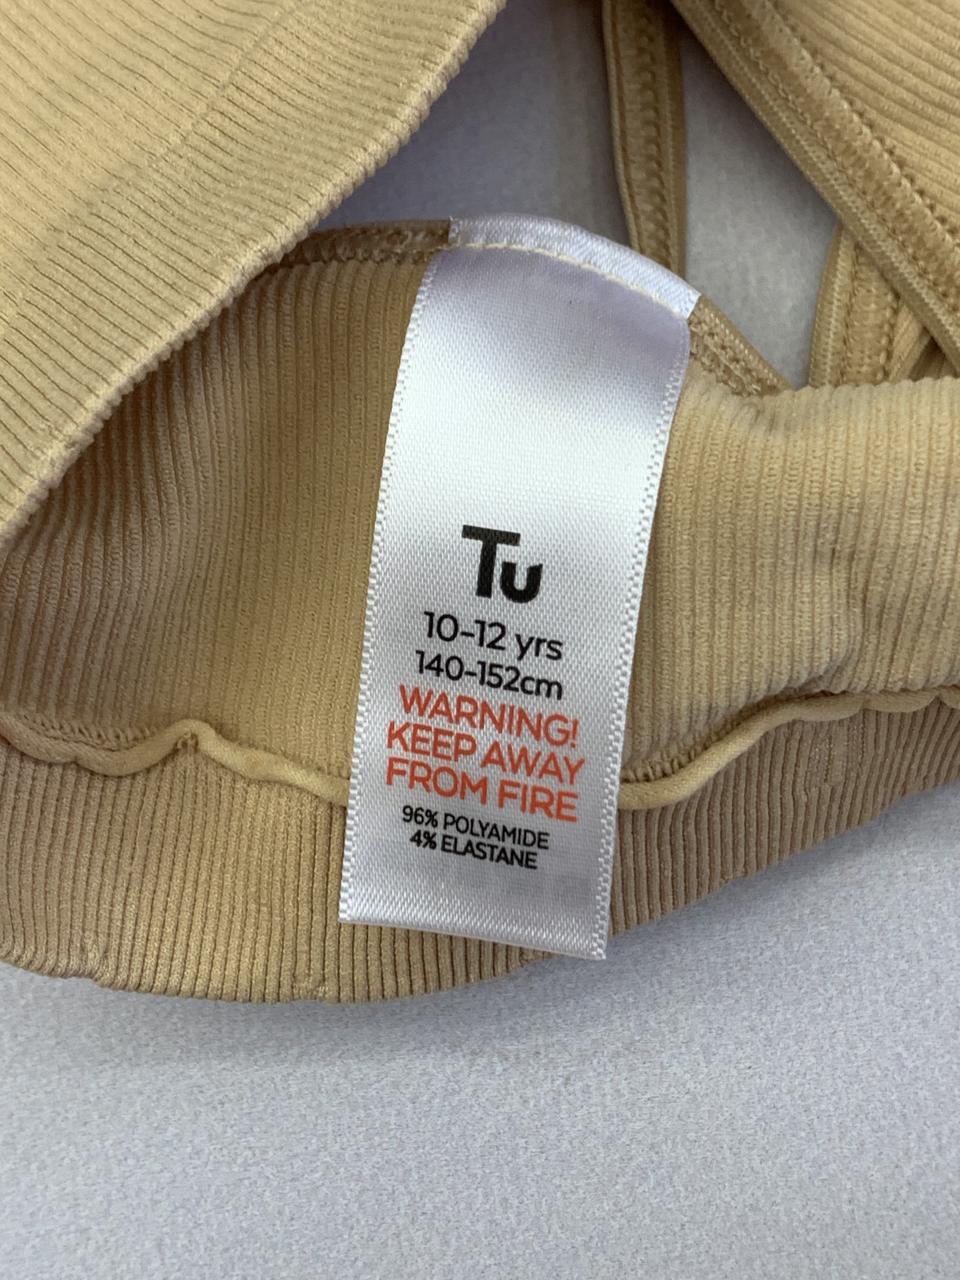 Tu
10-12 yrs
140-152cm
WARNING!
KEEP AWAY
FROM FIRE
96% POLYAMIDE
4% ELASTANE